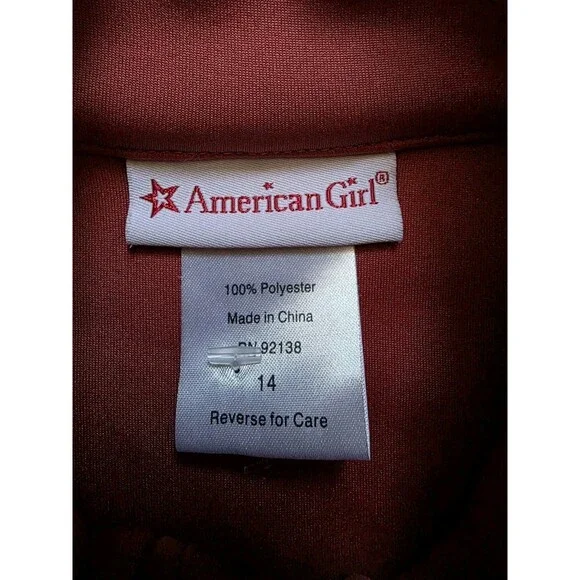 American Girl®
100% Polyester
Made in China
RN 92138
14
Reverse for Care